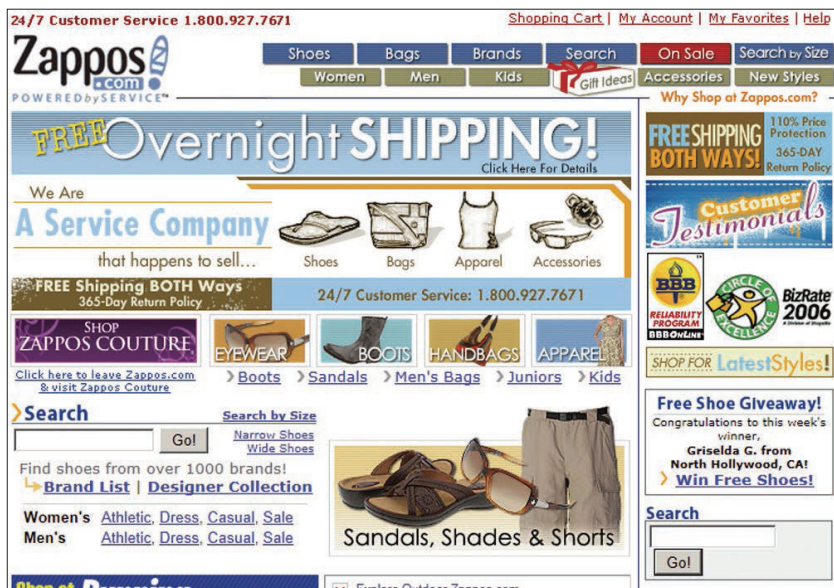 24/7 Customer Service 1.800.927.7671
Shopping Cart | My Account | My Favorites | Help
Zappos
.com
POWERED by SERVICE™
Shoes Bags Brands Search On Sale Search by Size
Women Men Kids Gift Ideas Accessories New Styles
FREE Overnight SHIPPING!
Click Here For Details
We Are
A Service Company
that happens to sell...
Shoes Bags Apparel Accessories
FREE Shipping BOTH Ways
365-Day Return Policy
24/7 Customer Service: 1.800.927.7671
SHOP
ZAPPOS COUTURE
Click here to leave Zappos.com
& visit Zappos Couture
EYEWEAR BOOTS HANDBAGS APPAREL
Boots Sandals Men's Bags Juniors Kids
Search
Search by Size
Go!
Narrow Shoes
Wide Shoes
Find shoes from over 1000 brands!
Brand List | Designer Collection
Women's Athletic, Dress, Casual, Sale
Men's Athletic, Dress, Casual, Sale
Sandals, Shades & Shorts
Shop at
Explore Outdoor.Zappos.com
Why Shop at Zappos.com?
FREE SHIPPING
BOTH WAYS!
110% Price
Protection
365-DAY
Return Policy
Customer
Testimonials
BBB
RELIABILITY
PROGRAM
BBBONLINE
CIRCLE OF
EXCELLENCE
BizRate
2006
SHOP FOR LatestStyles!
Free Shoe Giveaway!
Congratulations to this week's
winner,
Griselda G. from
North Hollywood, CA!
Win Free Shoes!
Search
Go!